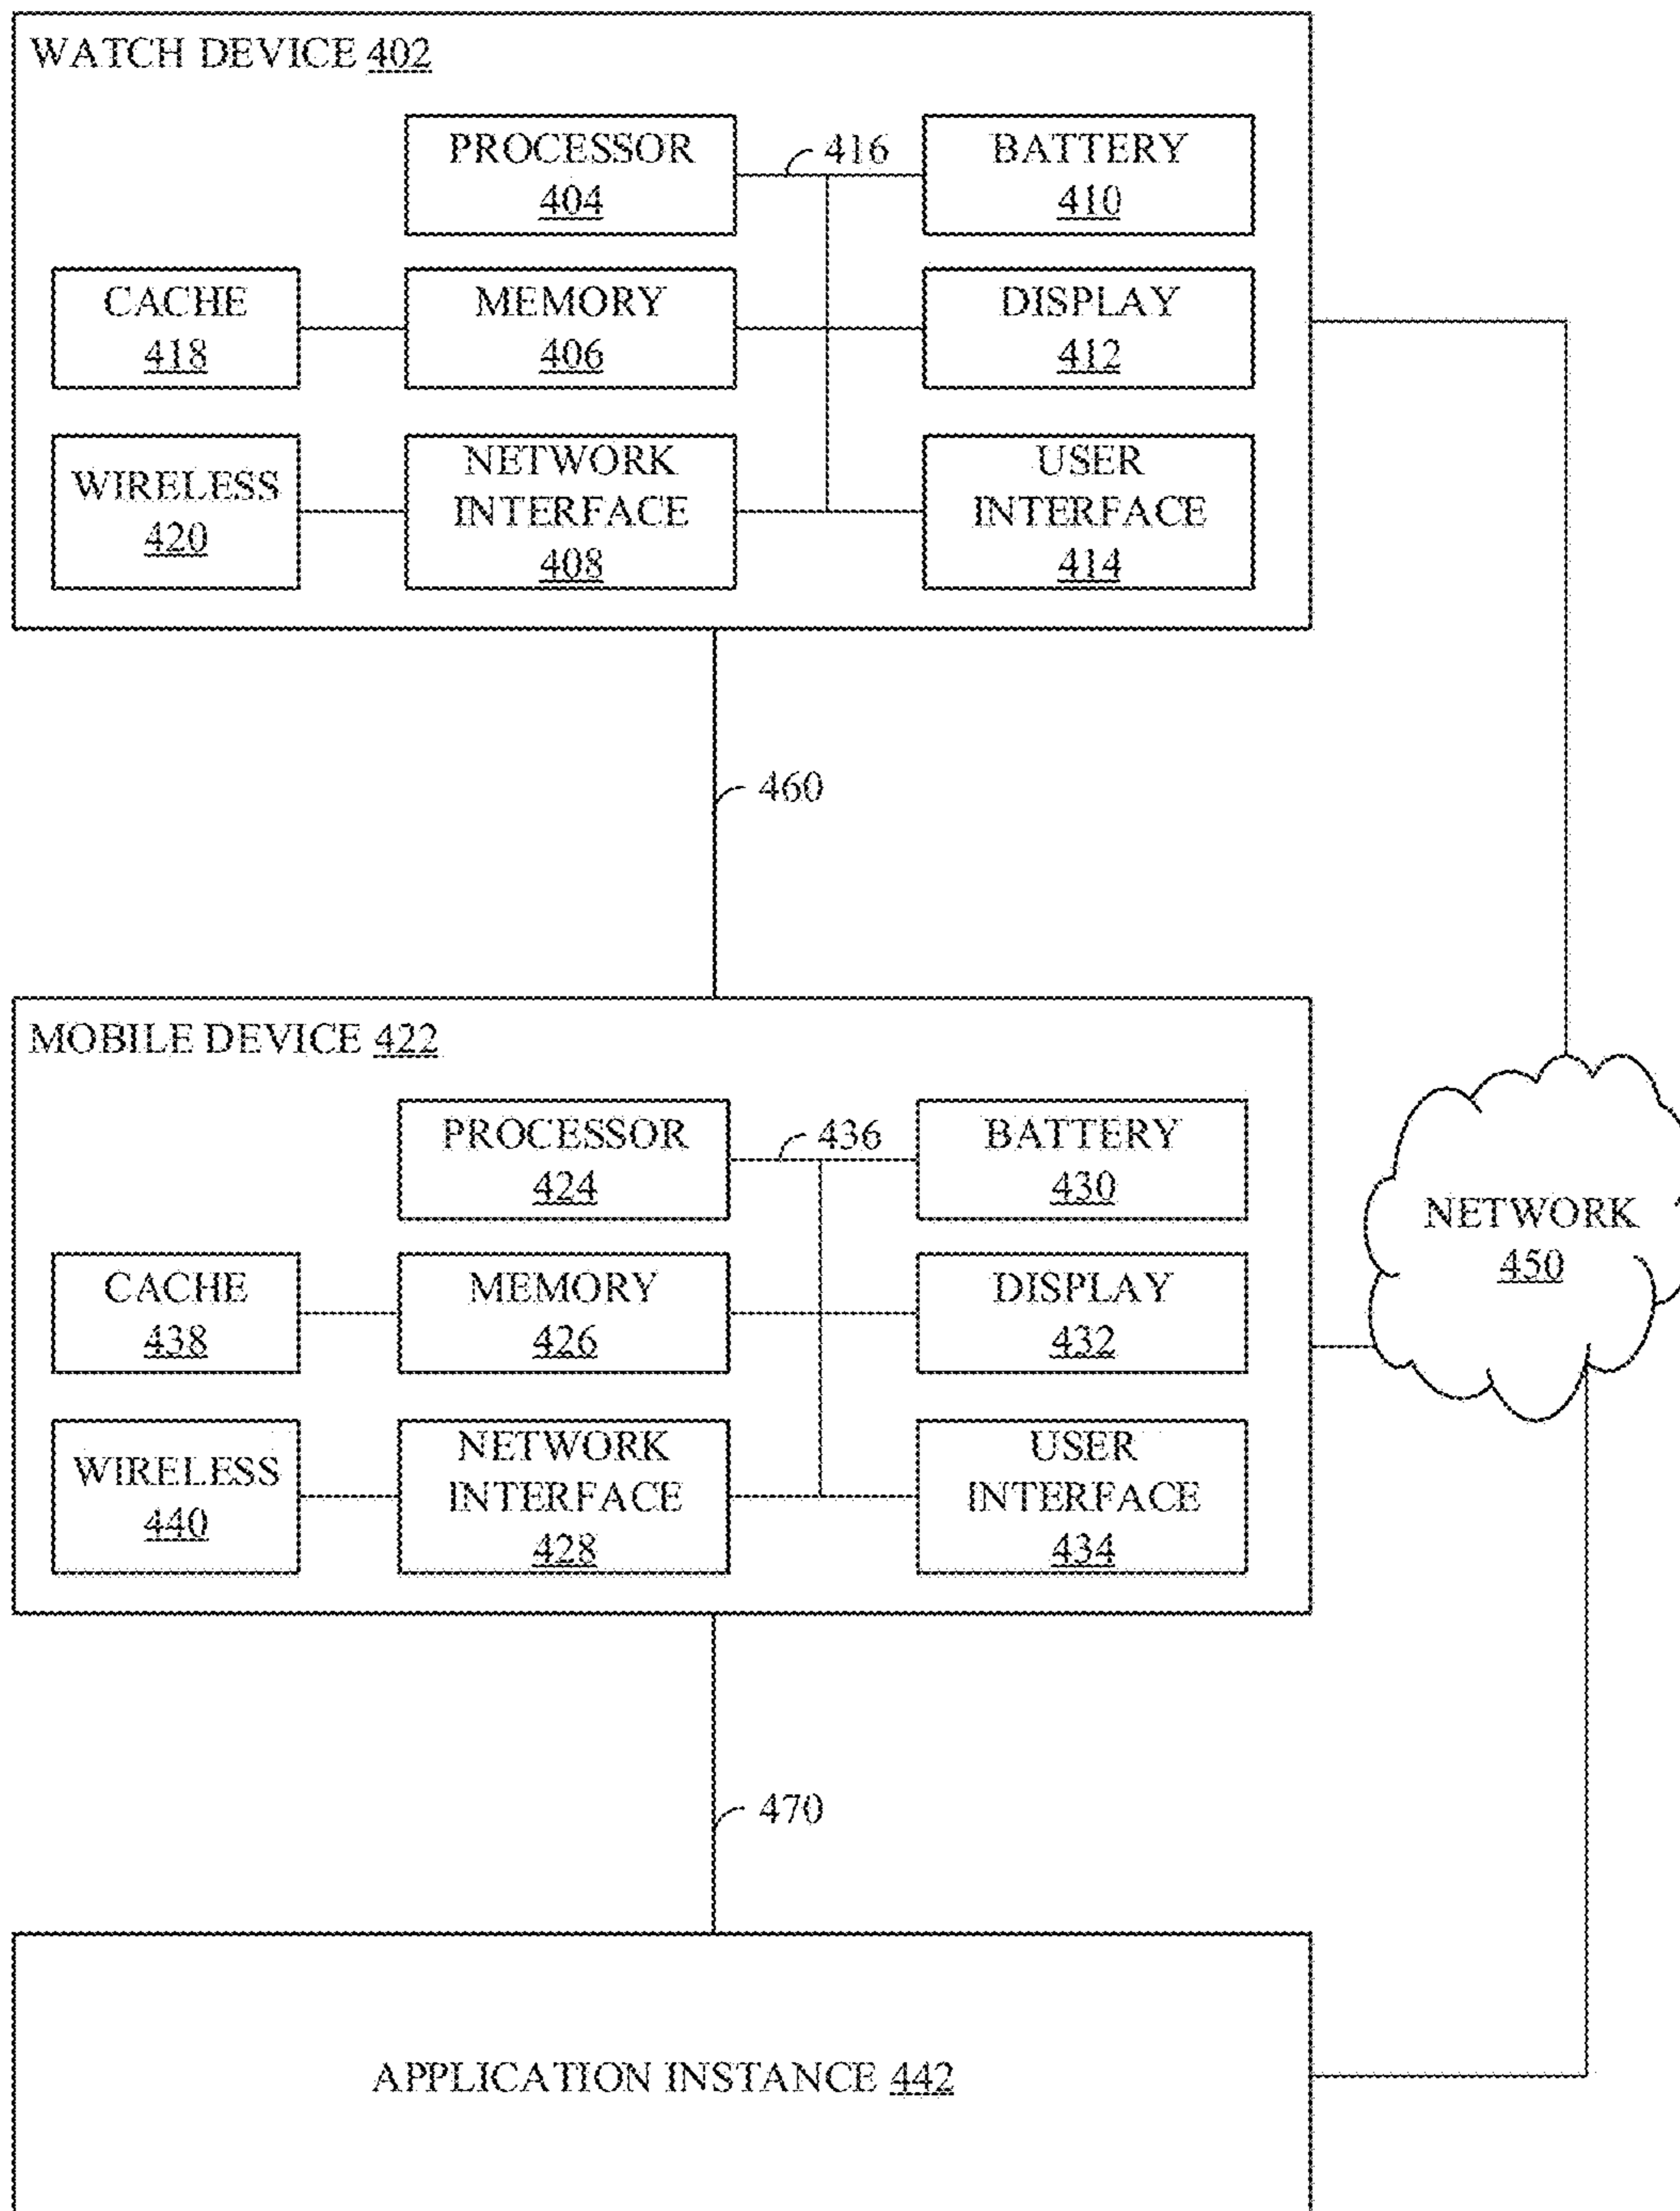 WATCH DEVICE 402
PROCESSOR
404
416
BATTERY
410
CACHE
418
MEMORY
406
DISPLAY
412
WIRELESS
420
NETWORK
INTERFACE
408
USER
INTERFACE
414
460
MOBILE DEVICE 422
PROCESSOR
424
436
BATTERY
430
CACHE
438
MEMORY
426
DISPLAY
432
WIRELESS
440
NETWORK
INTERFACE
428
USER
INTERFACE
434
NETWORK
450
470
APPLICATION INSTANCE 442